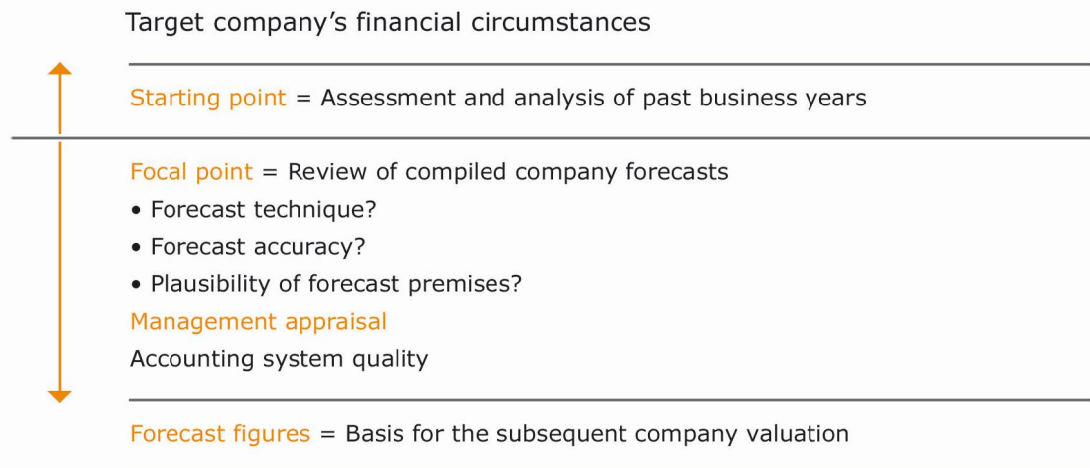 Target company’s financial circumstances
Starting point = Assessment and analysis of past business years
Focal point = Review of compiled company forecasts
• Forecast technique?
• Forecast accuracy?
• Plausibility of forecast premises?
Management appraisal
Accounting system quality
Forecast figures = Basis for the subsequent company valuation